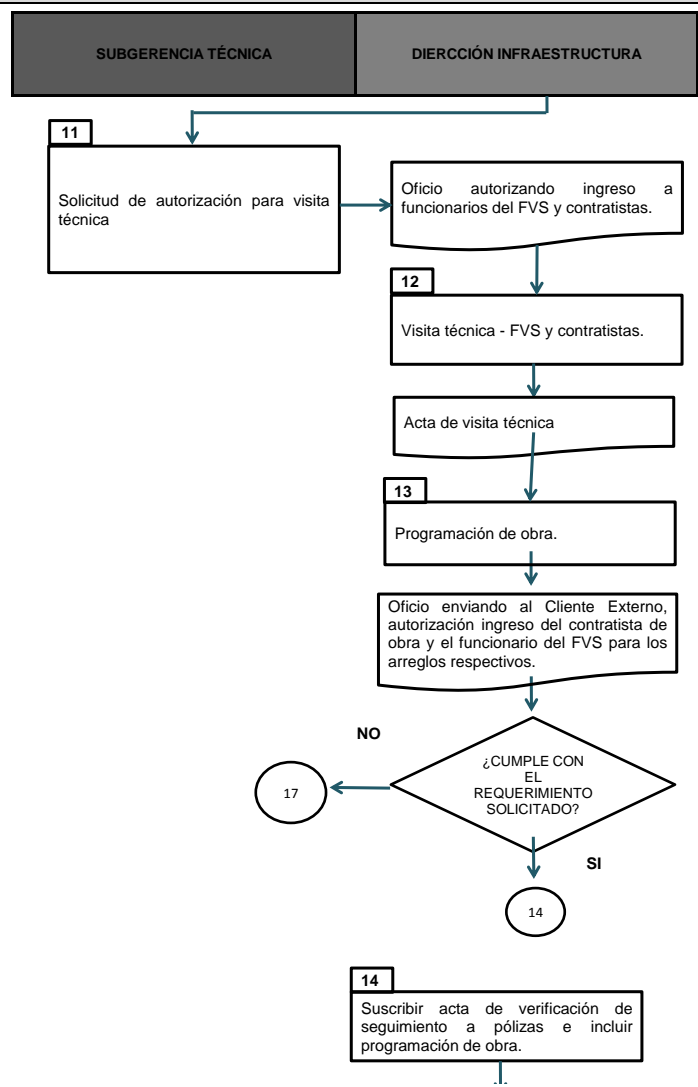 SUBGERENCIA TÉCNICA
DIERCCIÓN INFRAESTRUCTURA
11
Solicitud de autorización para visita
técnica
Oficio autorizando ingreso a
funcionarios del FVS y contratistas.
12
Visita técnica - FVS y contratistas.
Acta de visita técnica
13
Programación de obra.
Oficio enviando al Cliente Externo,
autorización ingreso del contratista de
obra y el funcionario del FVS para los
arreglos respectivos.
NO
¿CUMPLE CON
EL
REQUERIMIENTO
SOLICITADO?
17
SI
14
14
Suscribir acta de verificación de
seguimiento a pólizas e incluir
programación de obra.